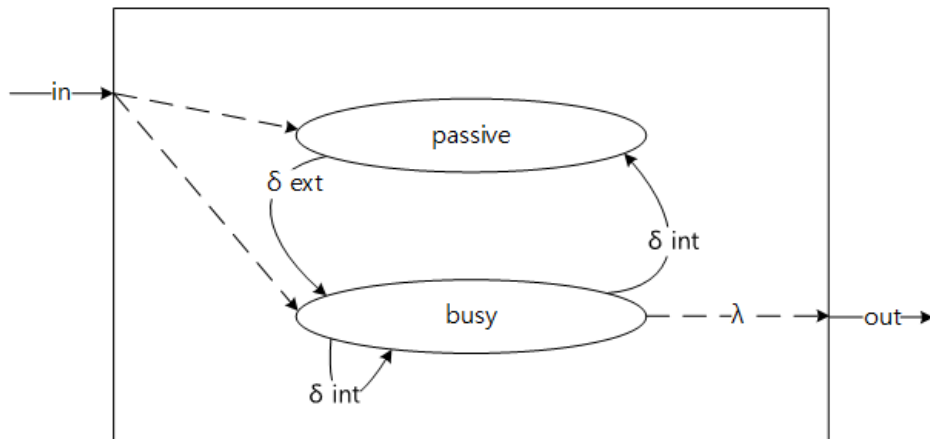 in
passive
δ ext
δ int
busy
λ
out
δ int